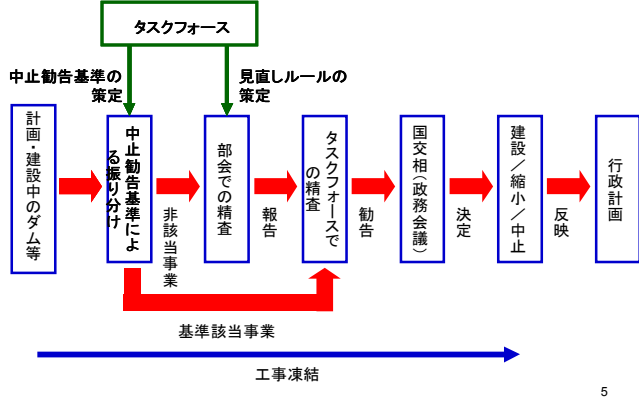 タスクフォース
中止勧告基準の
策定
見直しルールの
策定
計画・建設中のダム等
中止勧告基準によ
る振り分け
非該当事業
部会での精査
報告
タスクフォースで
の精査
勧告
国交相（政務会議）
決定
建設／縮小／中止
反映
行政計画
基準該当事業
工事凍結
5